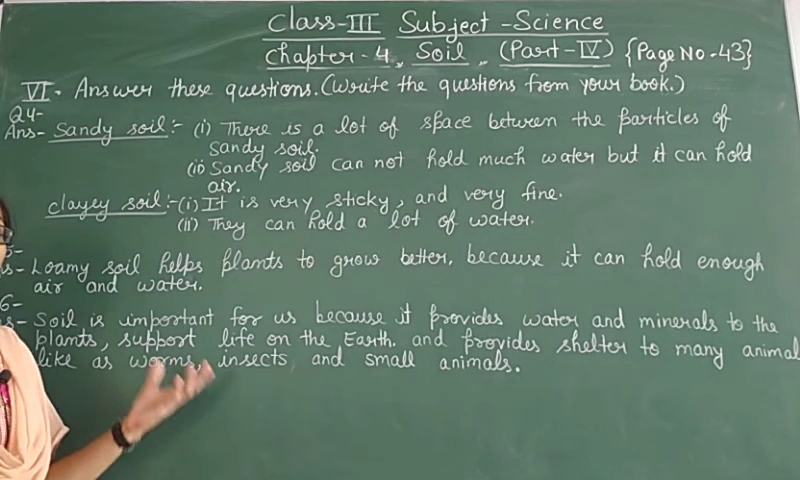 Class-III Subject-Science
Chapter-4, Soil, (Part-IV) {Page No-43}
VI. Answer these questions. (Write the questions from your book.)
Q4-
Ans- Sandy soil:- (i) There is a lot of space between the particles of
Sandy soil.
(ii) Sandy soil can not hold much water but it can hold
air.
clayey soil:- (i) It is very sticky, and very fine.
(ii) They can hold a lot of water.
Loamy soil helps plants to grow better, because it can hold enough
air and water.
6-
Soil is important for us because it provides water and minerals to the
plants, support life on the Earth. and provides shelter to many animal
like as worms, insects and small animals.